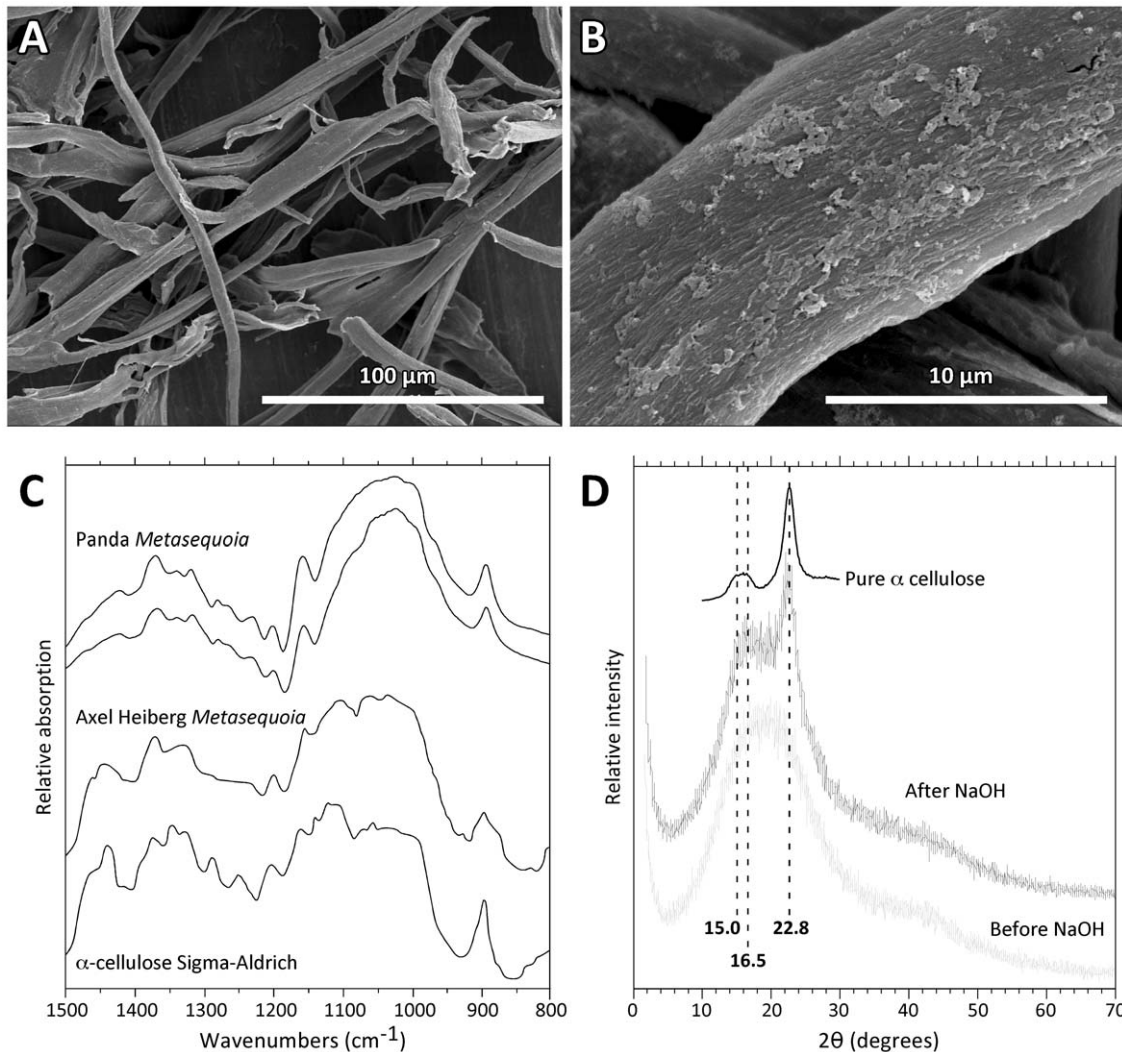 A
100 µm
B
10 µm
C
Panda Metasequoia
Axel Heiberg Metasequoia
α-cellulose Sigma-Aldrich
Relative absorption
1500 1400 1300 1200 1100 1000 900 800
Wavenumbers (cm-1)
D
Pure α cellulose
After NaOH
Before NaOH
15.0
22.8
16.5
Relative intensity
0 10 20 30 40 50 60 70
2θ (degrees)